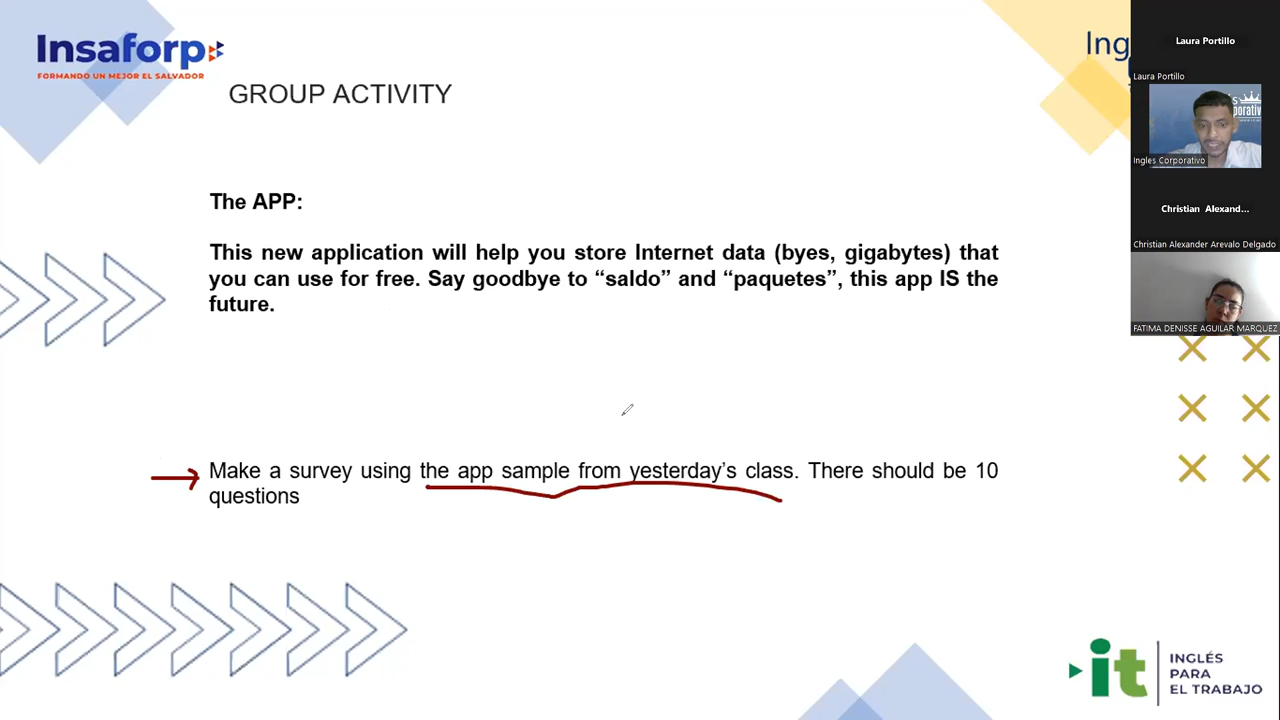 Insaforp
FORMANDO UN MEJOR EL SALVADOR
GROUP ACTIVITY
Ing
The APP:
This new application will help you store Internet data (byes, gigabytes) that
you can use for free. Say goodbye to “saldo” and “paquetes”, this app IS the
future.
Make a survey using the app sample from yesterday’s class. There should be 10
questions
Laura Portillo
Laura Portillo
Ingles Corporativo
Christian Alexand...
Christian Alexander Arevalo Delgado
FATIMA DENISSE AGUILAR MARQUEZ
it
INGLÉS
PARA
EL TRABAJO